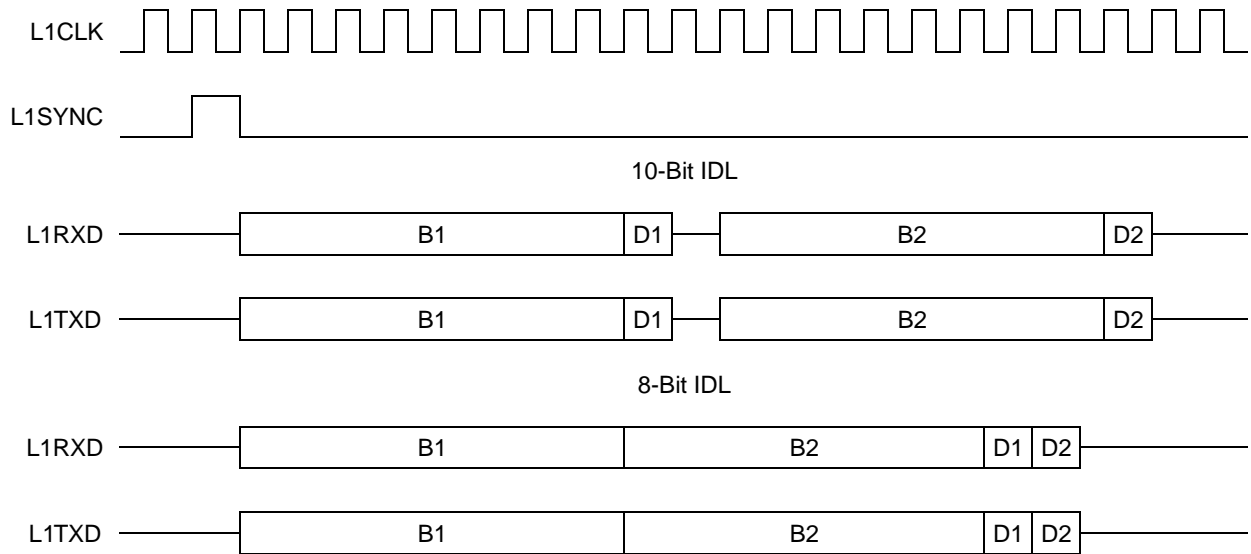 L1CLK
L1SYNC
10-Bit IDL
L1RXD B1 D1 B2 D2
L1TXD B1 D1 B2 D2
8-Bit IDL
L1RXD B1 B2 D1 D2
L1TXD B1 B2 D1 D2